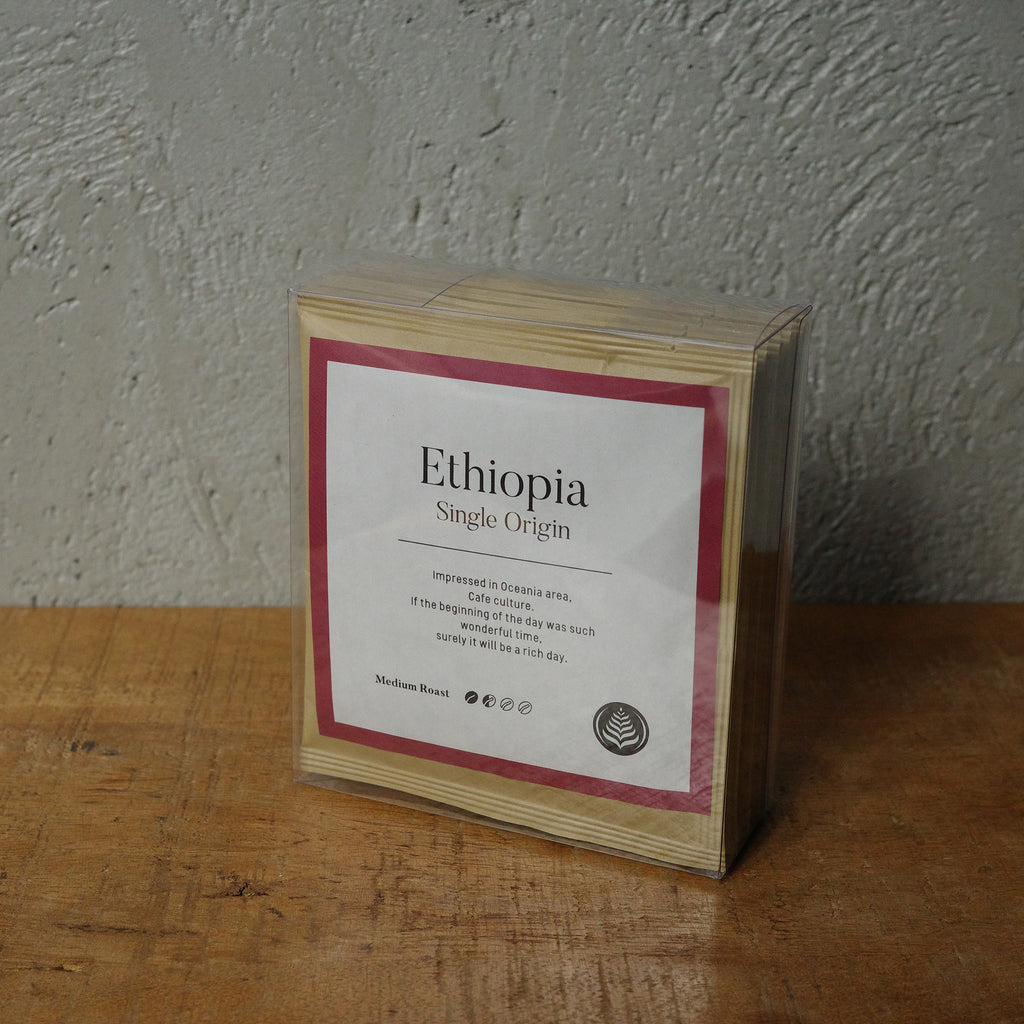 Ethiopia
Single Origin
Impressed in Oceania area,
Cafe culture.
If the beginning of the day was such
wonderful time,
surely it will be a rich day.
Medium Roast